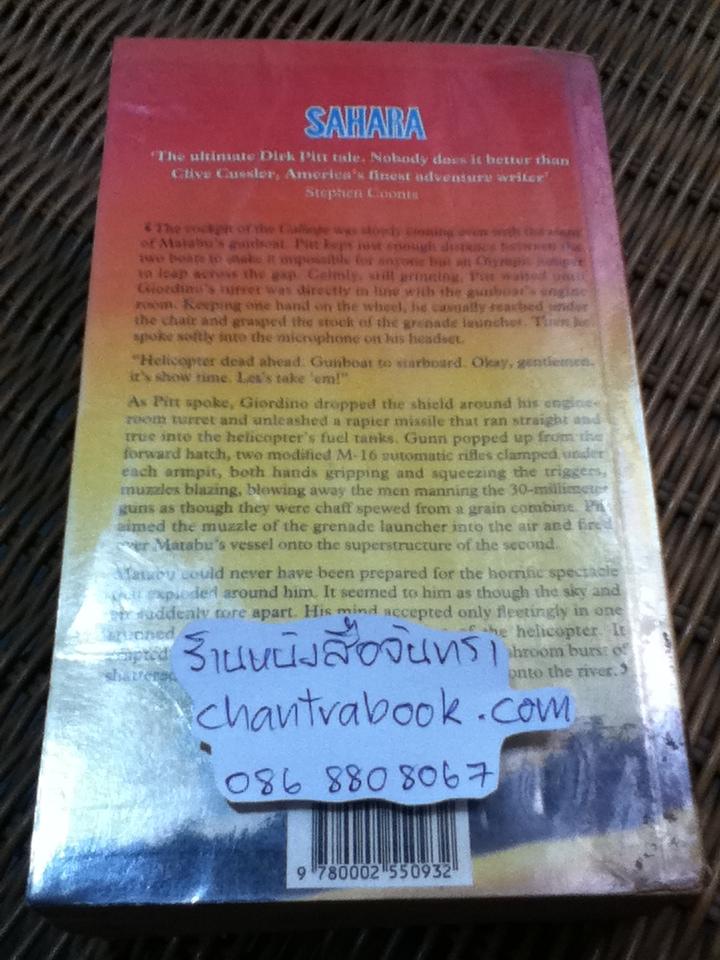 SAHARA
'The ultimate Dirk Pitt tale. Nobody does it better than
Clive Cussler, America's finest adventure writer'
Stephen Coonts
'The cockpit of the Calliope was slowly coming even with the
of Matabu's gunboat. Pitt kept just enough distance between the
two boats to make it impossible for anyone but an Olympic jumper
to leap across the gap. Calmly, still grinning, Pitt waited until
Giordino's turret was directly in line with the gunboat's engine
room. Keeping one hand on the wheel, he casually reached under
the chair and grasped the stock of the grenade launcher. Then he
spoke softly into the microphone on his headset.
"Helicopter dead ahead. Gunboat to starboard. Okay, gentlemen,
it's show time. Let's take 'em!"
As Pitt spoke, Giordino dropped the shield around his engine-
room turret and unleashed a rapier missile that ran straight and
true into the helicopter's fuel tanks. Gunn popped up from the
forward hatch, two modified M-16 automatic rifles clamped under
each armpit, both hands gripping and squeezing the triggers,
muzzles blazing, blowing away the men manning the 30-millimeter
guns as though they were chaff spewed from a grain combine. Pitt
aimed the muzzle of the grenade launcher into the air and fired
over Matabu's vessel onto the superstructure of the second.
Matabu could never have been prepared for the horrific spectacle
that exploded around him. It seemed to him as though the sky and
air suddenly tore apart. His mind accepted only fleetingly in one
stunned of the helicopter. It
burst of
onto the river.'
ร้านหนังสือจันทรา
chantrabook.com
086 8808067
9 780002 550932